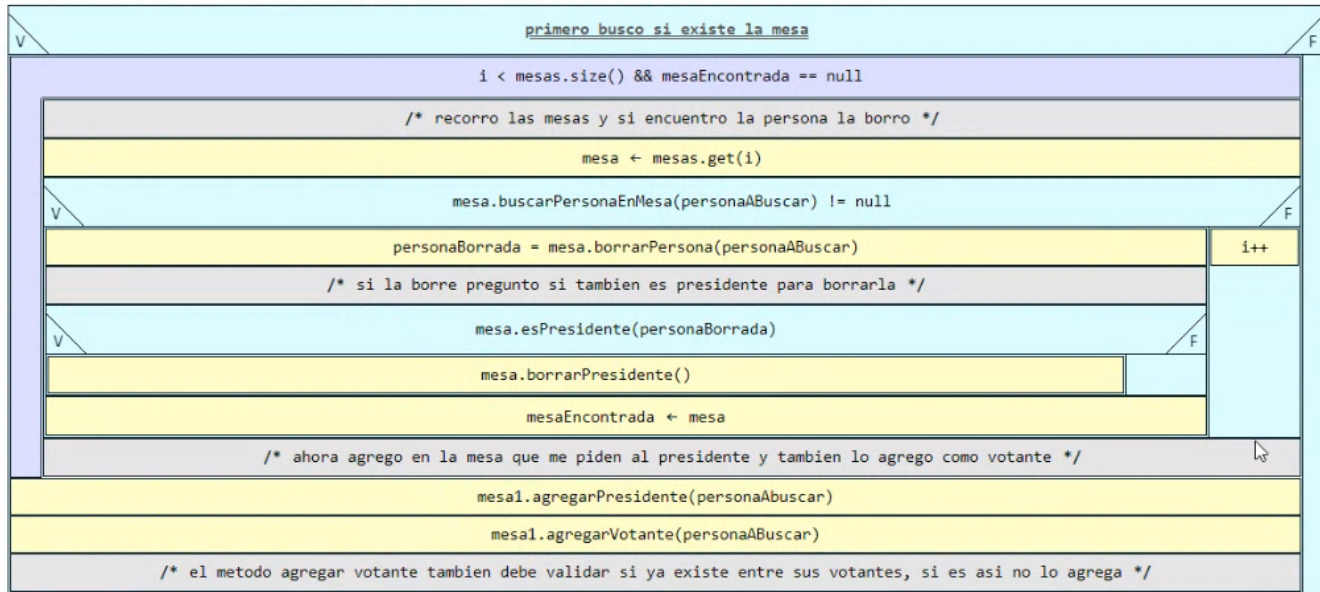 primero busco si existe la mesa
V
F
i < mesas.size() && mesaEncontrada == null
/* recorro las mesas y si encuentro la persona la borro */
mesa ← mesas.get(i)
mesa.buscarPersonaEnMesa(personaABuscar) != null
V
F
personaBorrada = mesa.borrarPersona(personaABuscar)
i++
/* si la borre pregunto si tambien es presidente para borrarla */
mesa.esPresidente(personaBorrada)
V
F
mesa.borrarPresidente()
mesaEncontrada ← mesa
/* ahora agrego en la mesa que me piden al presidente y tambien lo agrego como votante */
mesa1.agregarPresidente(personaAbuscar)
mesa1.agregarVotante(personaABuscar)
/* el metodo agregar votante tambien debe validar si ya existe entre sus votantes, si es asi no lo agrega */